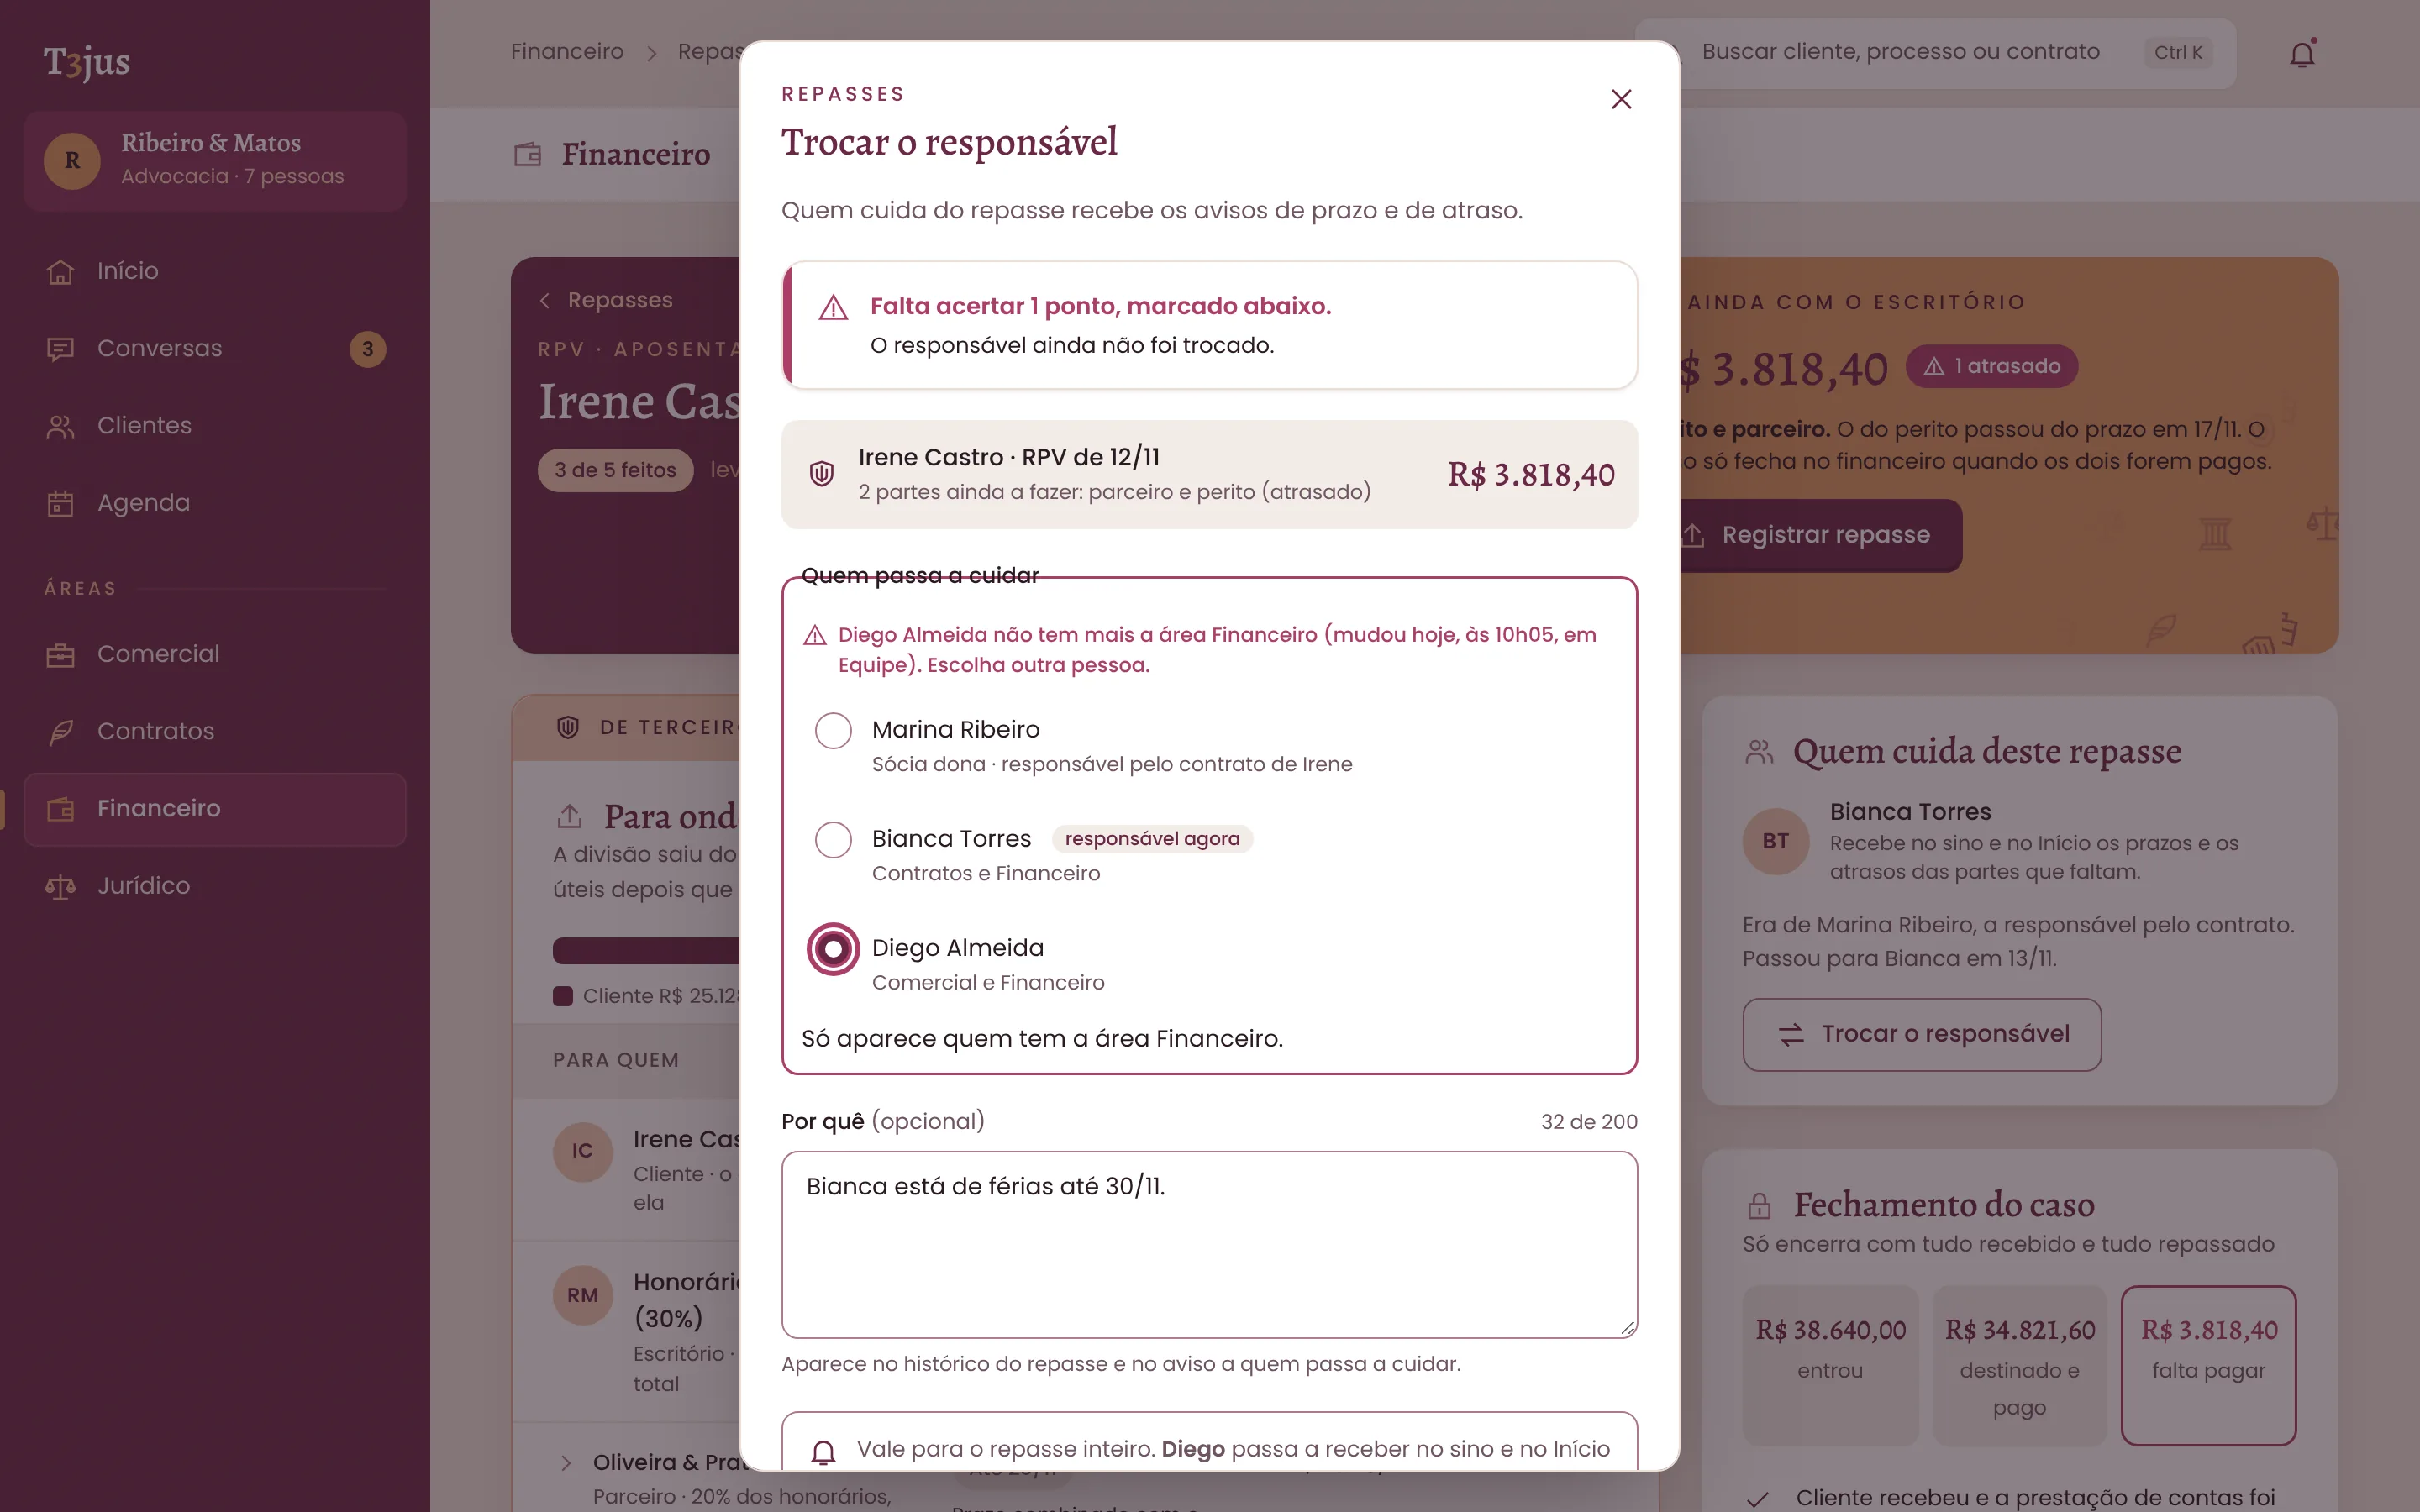 T3jus
Ribeiro & Matos
R
Advocacia · 7 pessoas
Início
Conversas
3
Clientes
Agenda
ÁREAS
Comercial
Contratos
Financeiro
Jurídico
Financeiro
Buscar cliente, processo ou contrato
Ctrl K
Financeiro
Repasses
RPV ·
Irene
3 de 5 feitos
AINDA COM O ESCRITÓRIO
3.818,40
1 atrasado
e parceiro. O do perito passou do prazo em 17/11. O
só fecha no financeiro quando os dois forem pagos.
Registrar repasse
REPASSES
Trocar o responsável
Quem cuida do repasse recebe os avisos de prazo e de atraso.
Falta acertar 1 ponto, marcado abaixo.
O responsável ainda não foi trocado.
Irene Castro · RPV de 12/11
2 partes ainda a fazer: parceiro e perito (atrasado)
R$ 3.818,40
Quem passa a cuidar
Diego Almeida não tem mais a área Financeiro (mudou hoje, às 10h05, em
Equipe). Escolha outra pessoa.
Marina Ribeiro
Sócia dona · responsável pelo contrato de Irene
Bianca Torres
responsável agora
Contratos e Financeiro
Diego Almeida
Comercial e Financeiro
Só aparece quem tem a área Financeiro.
Por quê (opcional)
32 de 200
Bianca está de férias até 30/11.
Aparece no histórico do repasse e no aviso a quem passa a cuidar.
Vale para o repasse inteiro. Diego passa a receber no sino e no Início
DE
Para
A divisão saiu do
úteis depois que
Cliente R$
PARA QUEM
IC
Irene
Cliente · o
ela
RM
(30%)
Escritório ·
total
Oliveira &
Parceiro · 20% dos honorários,
Quem cuida deste repasse
BT
Bianca Torres
Recebe no sino e no Início os prazos e os
atrasos das partes que faltam.
Era de Marina Ribeiro, a responsável pelo contrato.
Passou para Bianca em 13/11.
Trocar o responsável
Fechamento do caso
Só encerra com tudo recebido e tudo repassado
R$ 38.640,00
entrou
R$ 34.821,60
destinado e
pago
R$ 3.818,40
falta pagar
Cliente recebeu e a prestação de contas foi